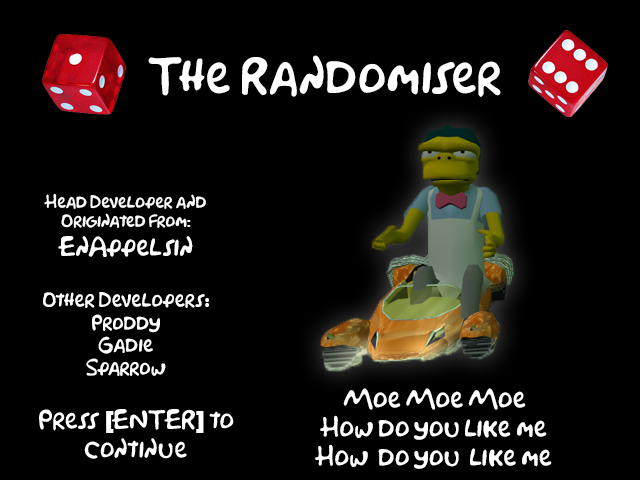 The Randomiser
Head Developer and
Originated From:
EnAppelsin
Other Developers:
Proddy
Gadie
Sparrow
Press [ENTER] to
continue
Moe Moe Moe
How do you like me
How do you like me